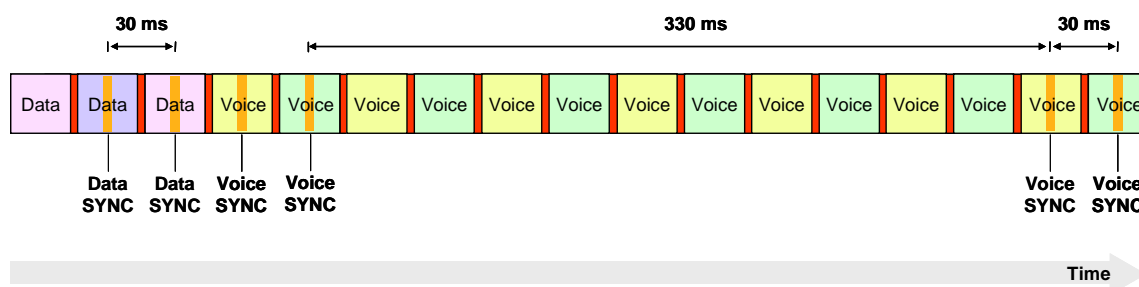 30 ms 330 ms 30 ms
Data Data Data Voice Voice Voice Voice Voice Voice Voice Voice Voice Voice Voice Voice Voice Voice
Data Data Voice Voice Voice Voice
SYNC SYNC SYNC SYNC SYNC SYNC
Time